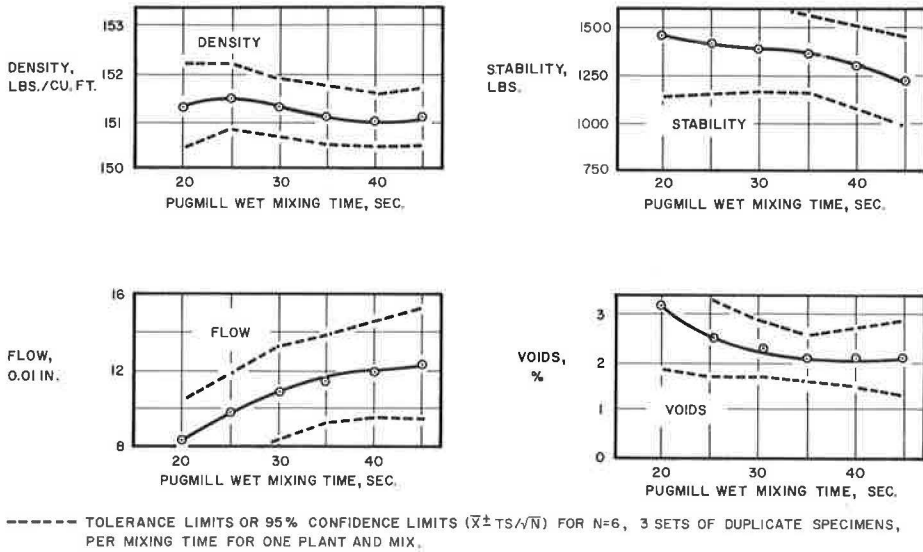 153
152
151
150
DENSITY,
LBS./CU. FT.
DENSITY
20 30 40
PUGMILL WET MIXING TIME, SEC.
1500
1250
1000
750
STABILITY,
LBS.
STABILITY
20 30 40
PUGMILL WET MIXING TIME, SEC.
16
12
8
FLOW,
0.01 IN.
FLOW
20 30 40
PUGMILL WET MIXING TIME, SEC.
3
2
1
0
VOIDS,
%
VOIDS
20 30 40
PUGMILL WET MIXING TIME, SEC.
TOLERANCE LIMITS OR 95% CONFIDENCE LIMITS (X̄± TS/√N) FOR N=6, 3 SETS OF DUPLICATE SPECIMENS,
PER MIXING TIME FOR ONE PLANT AND MIX.